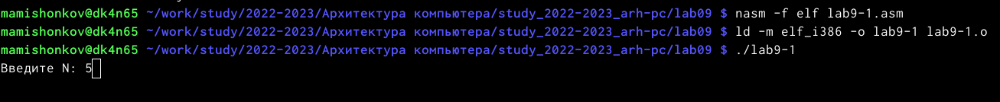 mamishonkov@dk4n65 ~/work/study/2022-2023/Архитектура компьютера/study_2022-2023_arh-pc/lab09 $ nasm -f elf lab9-1.asm
mamishonkov@dk4n65 ~/work/study/2022-2023/Архитектура компьютера/study_2022-2023_arh-pc/lab09 $ ld -m elf_i386 -o lab9-1 lab9-1.o
mamishonkov@dk4n65 ~/work/study/2022-2023/Архитектура компьютера/study_2022-2023_arh-pc/lab09 $ ./lab9-1
Введите N: 5